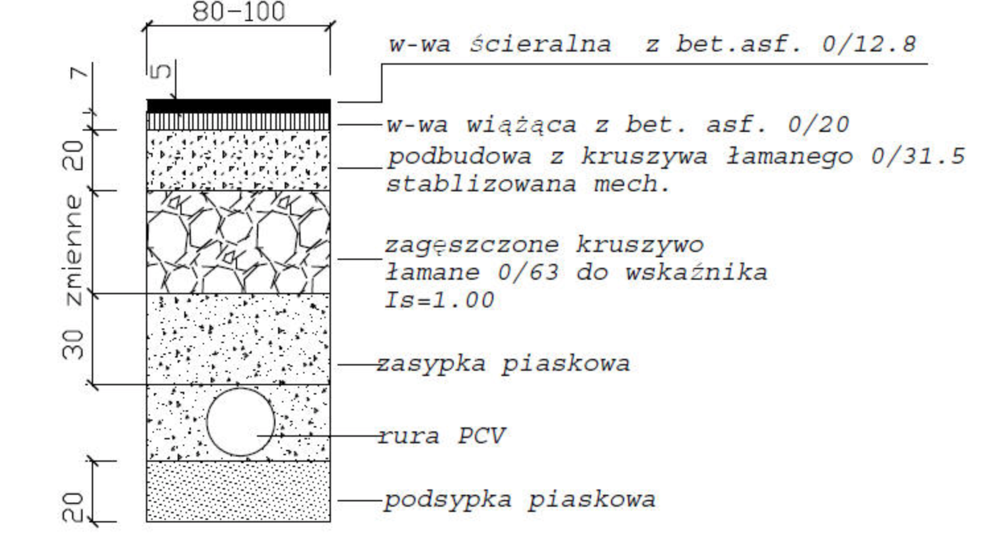 80-100
w-wa ścieralna z bet.asf. 0/12.8
7
5
w-wa wiążąca z bet. asf. 0/20
20
podbudowa z kruszywa łamanego 0/31.5
stablizowana mech.
zmienne
zagęszczone kruszywo
łamane 0/63 do wskaźnika
Is=1.00
30
zasypka piaskowa
rura PCV
20
podsypka piaskowa